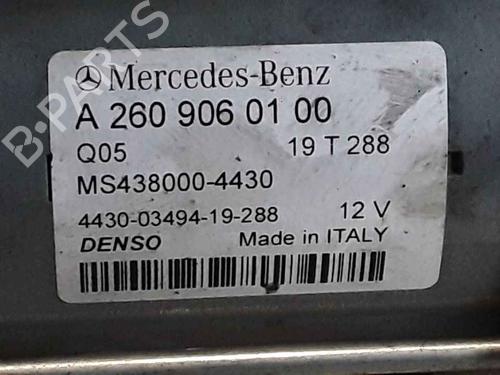 B-PARTS
Mercedes-Benz
A 260 906 01 00
Q05 19 T 288
MS438000-4430
4430-03494-19-288 12 V
DENSO Made in ITALY